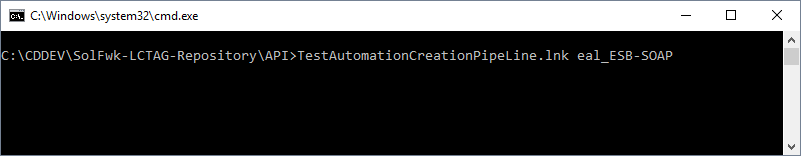 C:\Windows\system32\cmd.exe
C:\CDDEV\SolFwk-LCTAG-Repository\API>TestAutomationCreationPipeLine.lnk eal_ESB-SOAP